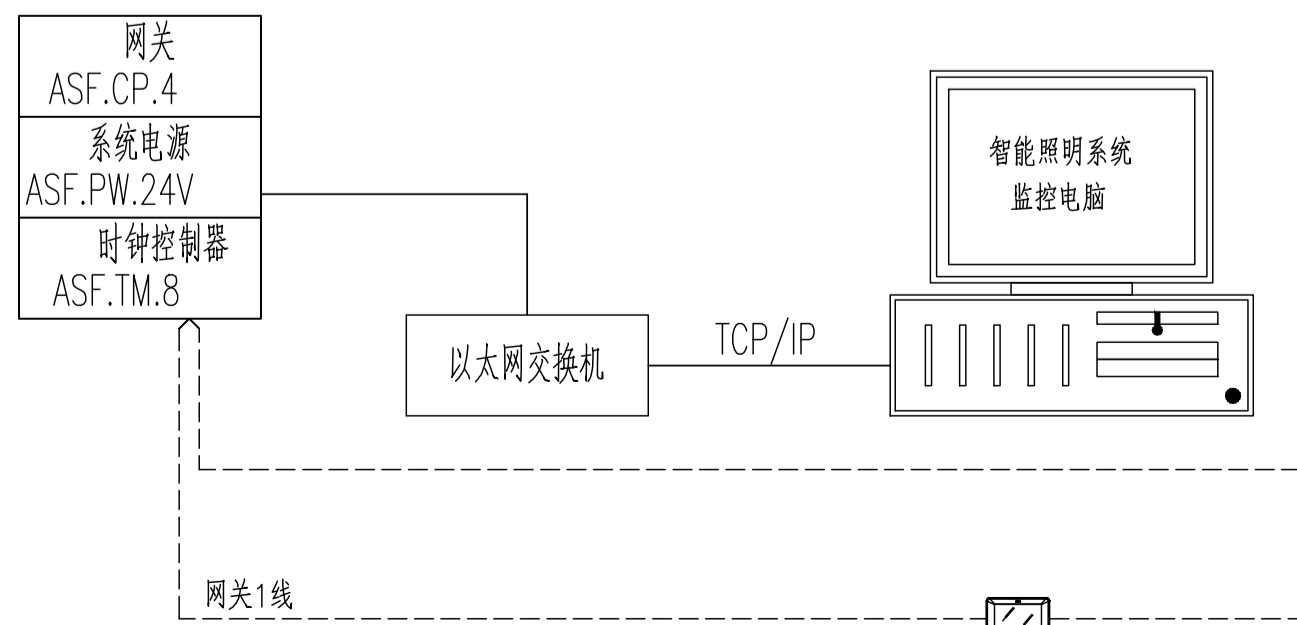 网关
ASF.CP.4
系统电源
ASF.PW.24V
时钟控制器
ASF.TM.8
以太网交换机
TCP/IP
智能照明系统
监控电脑
网关1线